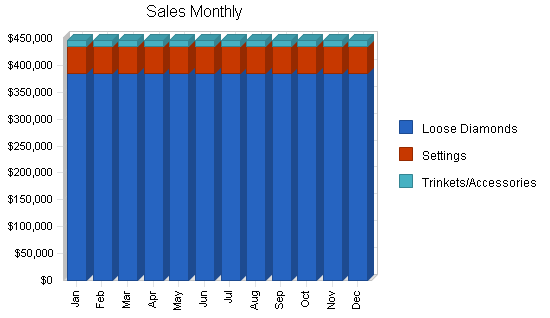 Sales Monthly
$450,000
$400,000
$350,000
$300,000
$250,000
$200,000
$150,000
$100,000
$50,000
$0
Jan
Feb
Mar
Apr
May
Jun
Jul
Aug
Sep
Oct
Nov
Dec
Loose Diamonds
Settings
Trinkets/Accessories